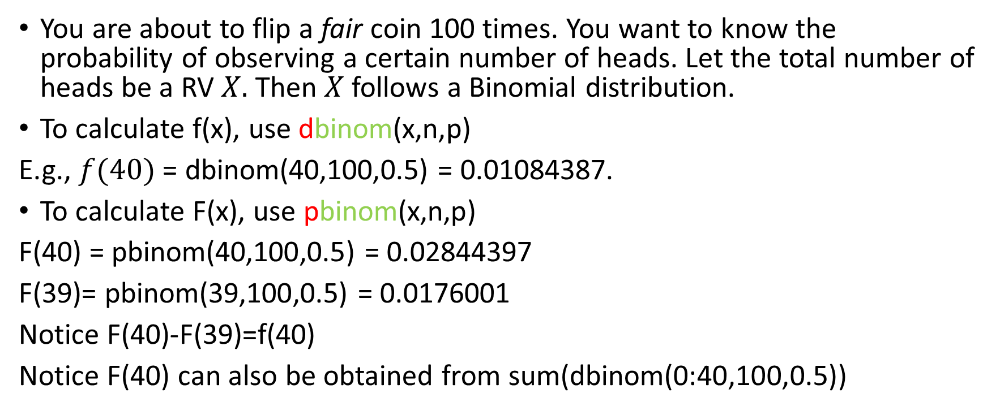 • You are about to flip a fair coin 100 times. You want to know the
probability of observing a certain number of heads. Let the total number of
heads be a RV X. Then X follows a Binomial distribution.
• To calculate f(x), use dbinom(x,n,p)
E.g., f(40) = dbinom(40,100,0.5) = 0.01084387.
• To calculate F(x), use pbinom(x,n,p)
F(40) = pbinom(40,100,0.5) = 0.02844397
F(39)= pbinom(39,100,0.5) = 0.0176001
Notice F(40)-F(39)=f(40)
Notice F(40) can also be obtained from sum(dbinom(0:40,100,0.5))